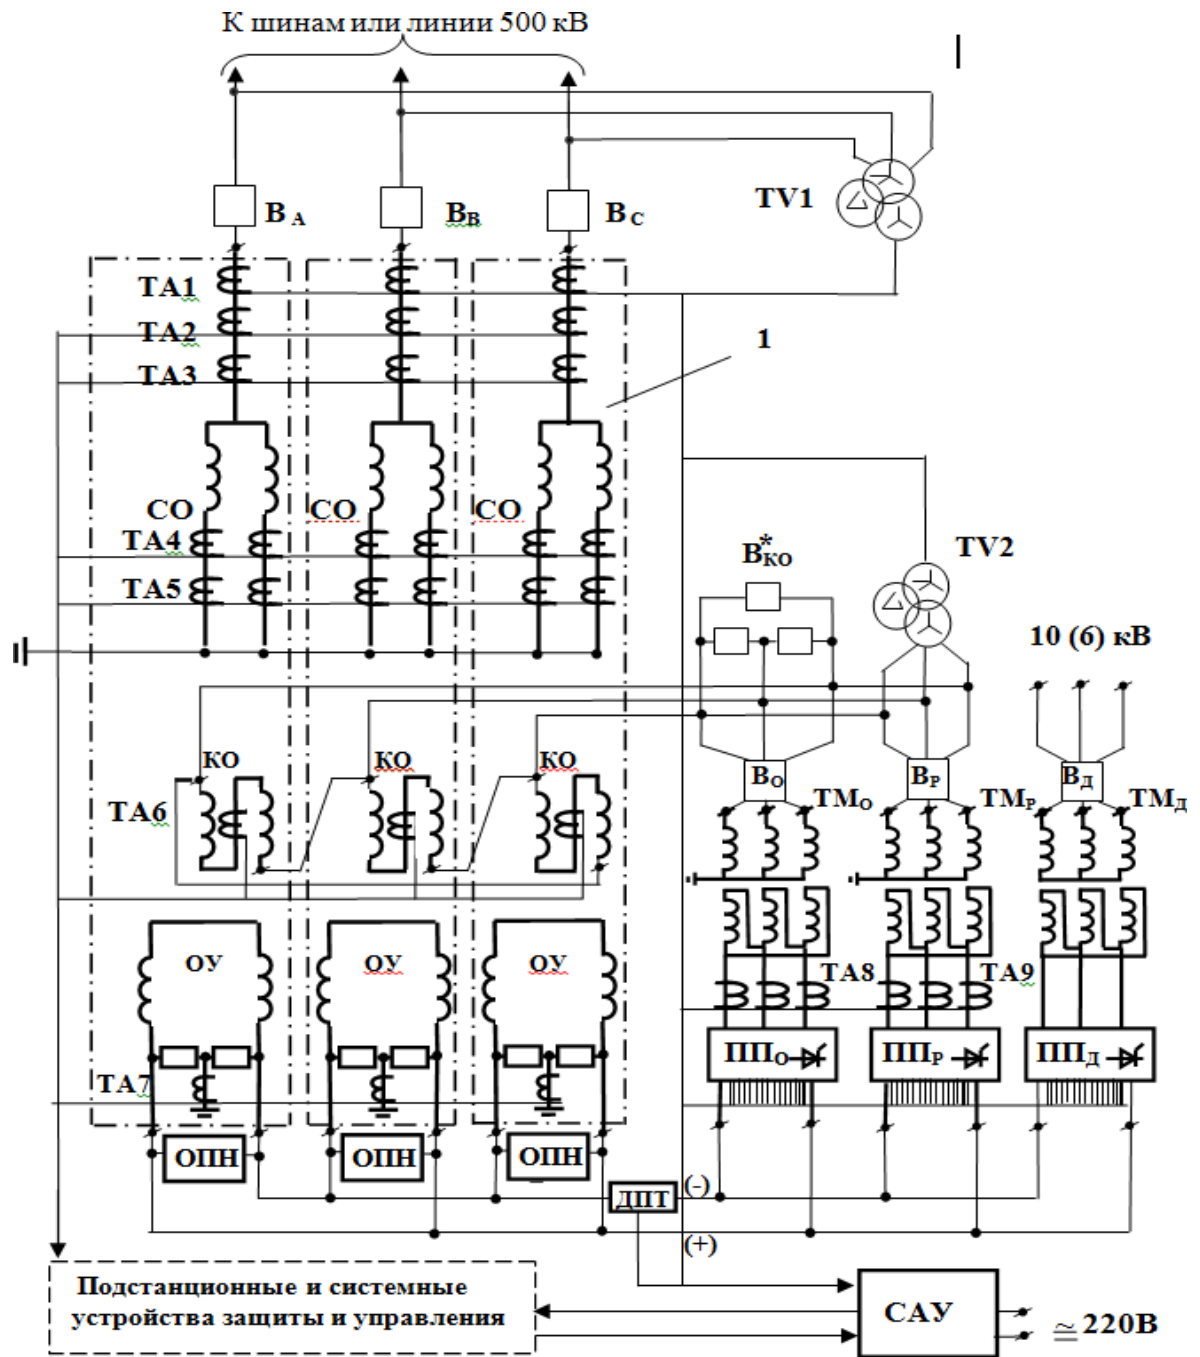 К шинам или линии 500 кВ
TV1
В А
ВВ
В С
ТА1
ТА2
ТА3
1
СО
СО
СО
ТА4
ТА5
В*КО
TV2
10 (6) кВ
КО
КО
КО
ТА6
ВО
ВР
ВД
ТМО
ТМР
ТМД
ОУ
ОУ
ОУ
ТА8
ТА9
ППО
ППР
ППД
ТА7
ОПН
ОПН
ОПН
ДПТ
(-)
(+)
Подстанционные и системные
устройства защиты и управления
САУ
≃ 220В